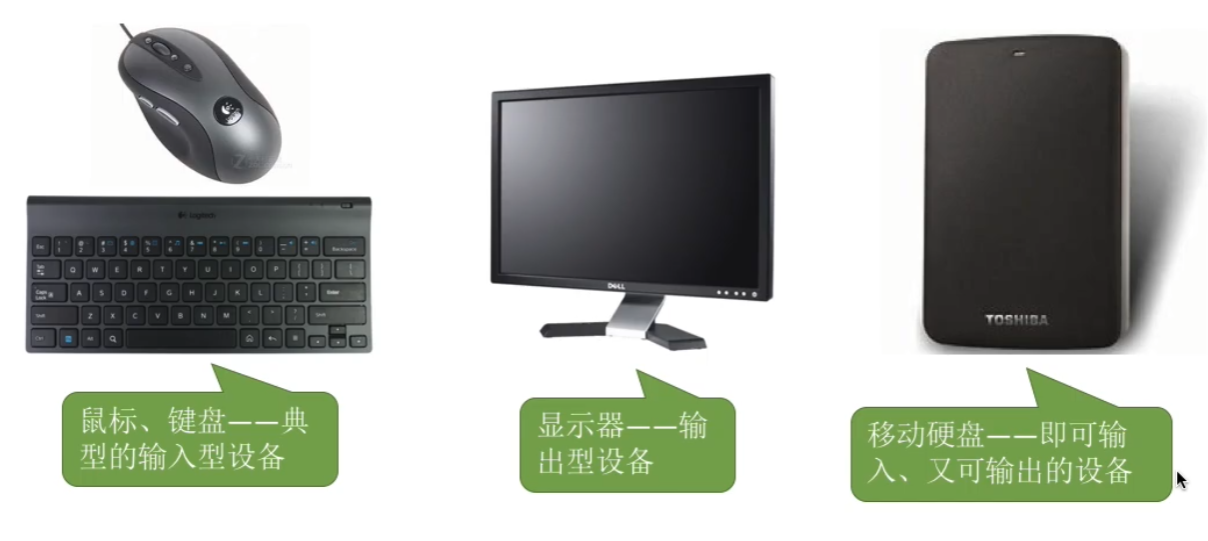 Logitech
DELL
TOSHIBA
鼠标、键盘——典
型的输入型设备
显示器——输
出型设备
移动硬盘——即可输
入、又可输出的设备